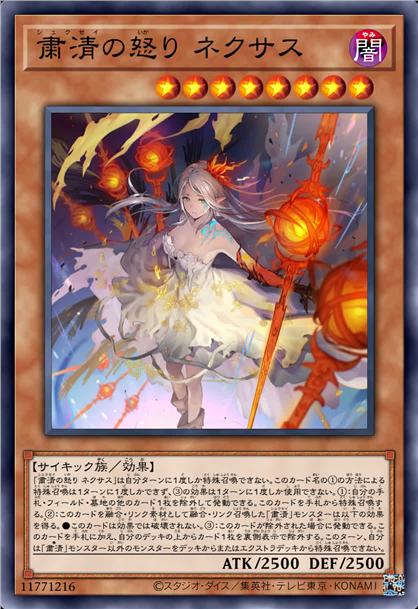 シュクセイ いか
粛清の怒り ネクサス
やみ
闇
【サイキック族／効果】
「粛清の怒り ネクサス」は自分ターンに1度しか特殊召喚できない。このカード名の①の方法による
特殊召喚は1ターンに1度しかできず、③の効果は1ターンに1度しか使用できない。①：自分の手
札・フィールド・墓地の他のカード1枚を除外して発動できる。このカードを手札から特殊召喚す
る。②：このカードを融合・リンク素材として融合・リンク召喚した「粛清」モンスターは以下の効果
を得る。●このカードは効果では破壊されない。③：このカードが除外された場合に発動できる。こ
のカードを手札に加え、自分のデッキの上からカード1枚を裏側表示で除外する。このターン、自分
は「粛清」モンスター以外のモンスターをデッキからまたはエクストラデッキから特殊召喚できない。
ATK/2500 DEF/2500
11771216
©スタジオ・ダイス／集英社・テレビ東京・KONAMI